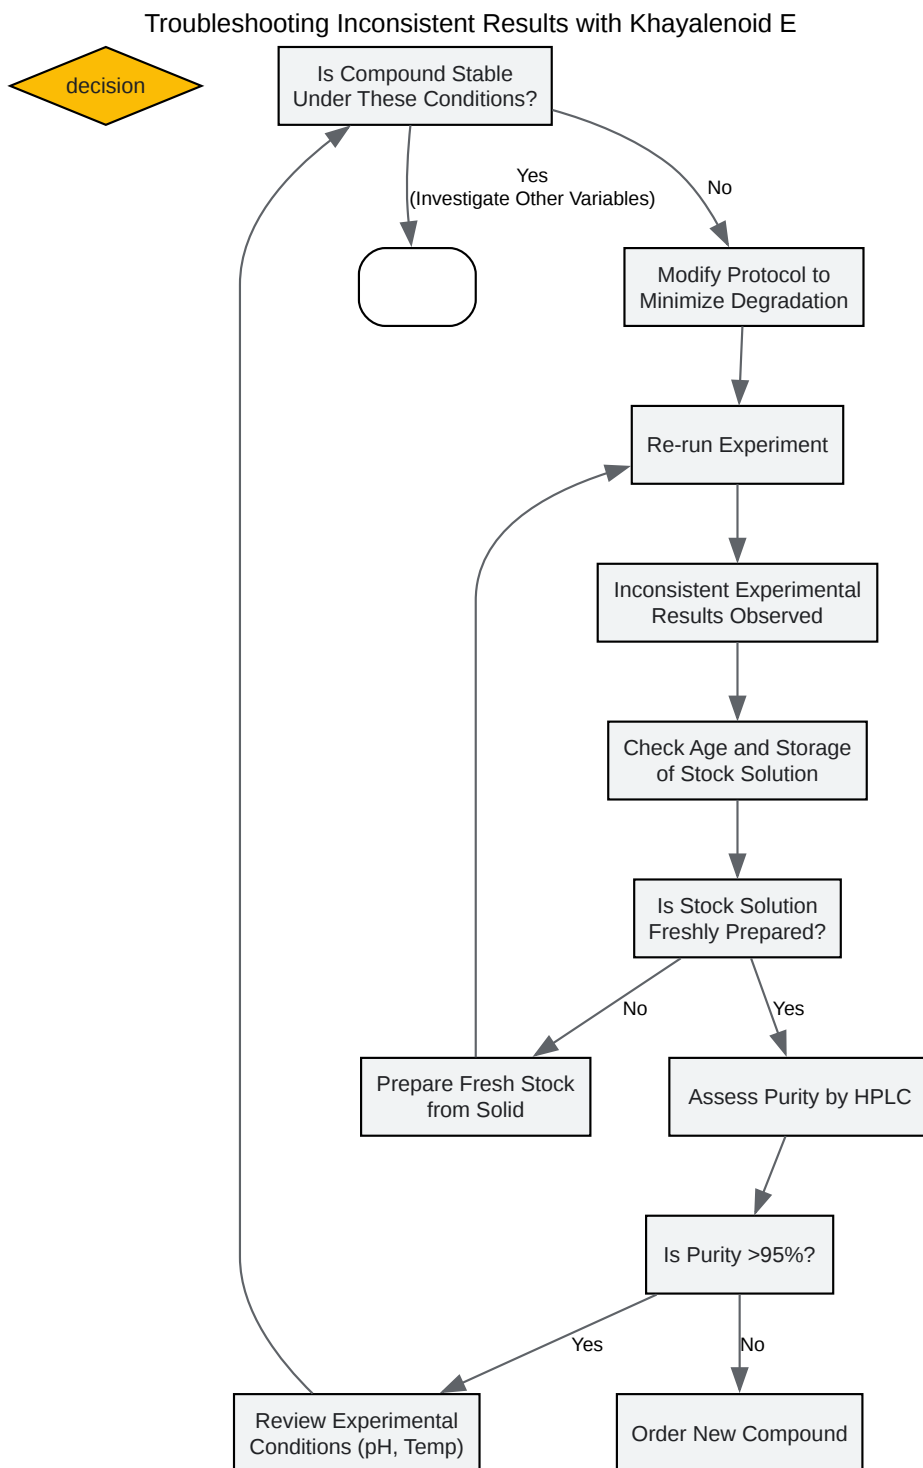 Troubleshooting Inconsistent Results with Khayalenoid E
decision
Is Compound Stable
Under These Conditions?
Yes
(Investigate Other Variables)
No
Modify Protocol to
Minimize Degradation
Re-run Experiment
Inconsistent Experimental
Results Observed
Check Age and Storage
of Stock Solution
Is Stock Solution
Freshly Prepared?
No
Yes
Prepare Fresh Stock
from Solid
Assess Purity by HPLC
Is Purity >95%?
Yes
No
Review Experimental
Conditions (pH, Temp)
Order New Compound